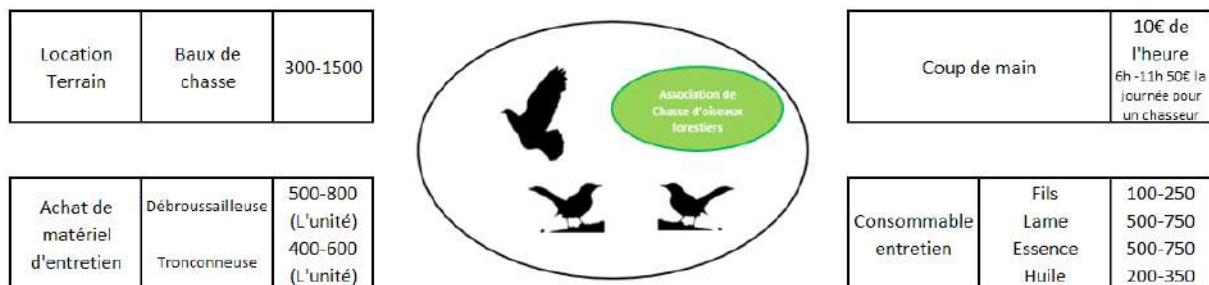 Location
Terrain
Baux de
chasse
300-1500
Association de
Chasse d'oiseaux
forestiers
Coup de main
10€ de
l'heure
6h -11h 50€ la
journée pour
un chasseur
Achat de
matériel
d'entretien
Débroussailleuse
Tronconneuse
500-800
(L'unité)
400-600
(L'unité)
Consommable
entretien
Fils
Lame
Essence
Huile
100-250
500-750
500-750
200-350